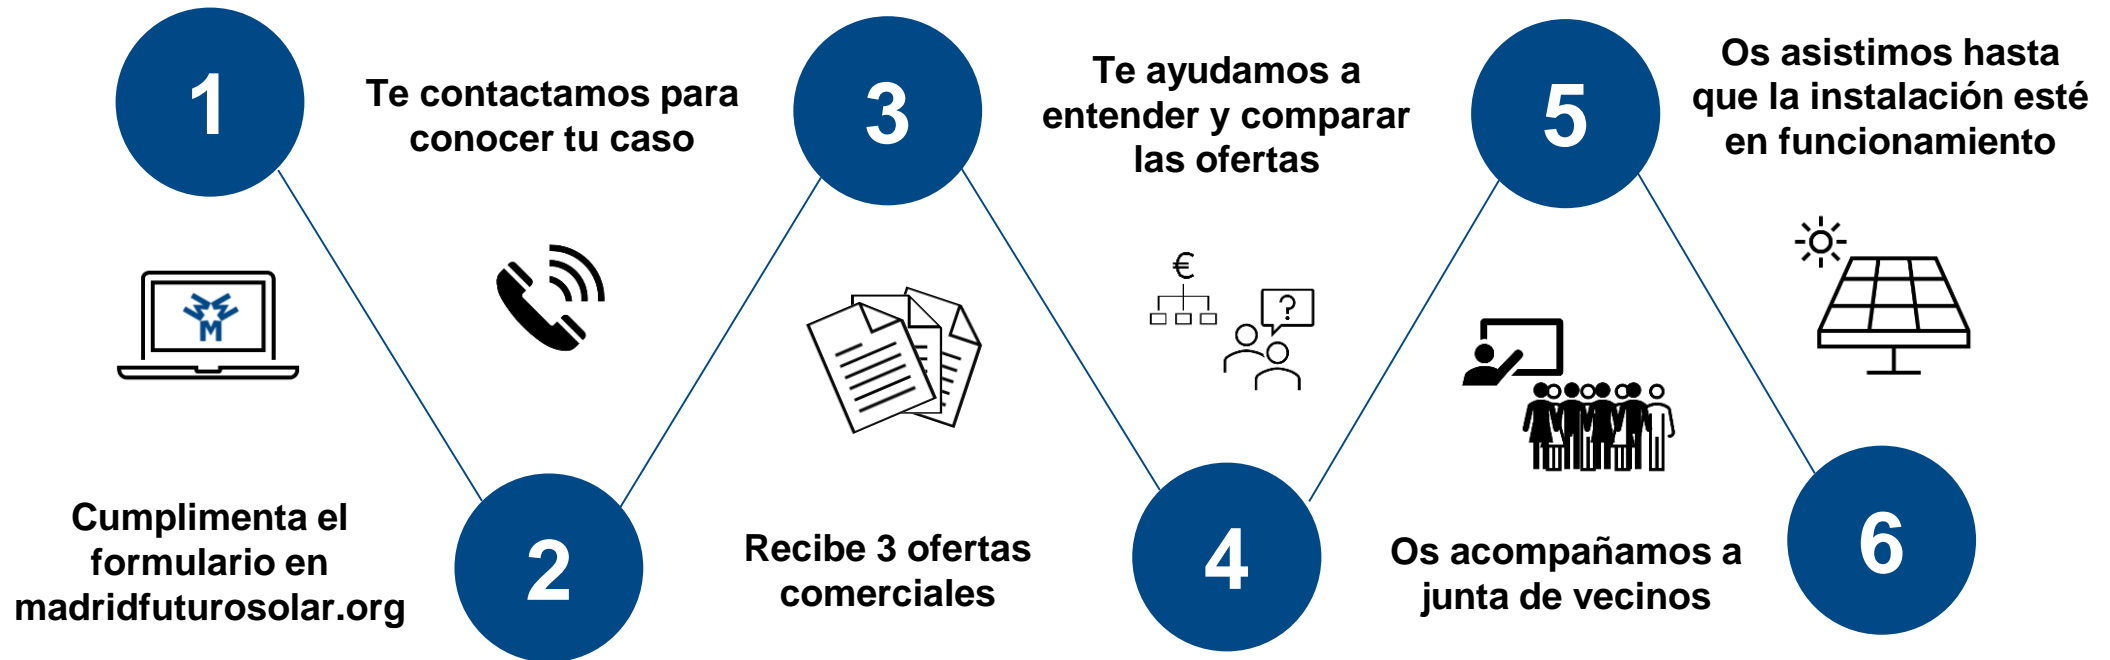 1
Cumplimenta el
formulario en
madridfuturosolar.org
M
2
Te contactamos para
conocer tu caso
3
Recibe 3 ofertas
comerciales
4
Te ayudamos a
entender y comparar
las ofertas
€
?
5
Os acompañamos a
junta de vecinos
6
Os asistimos hasta
que la instalación esté
en funcionamiento